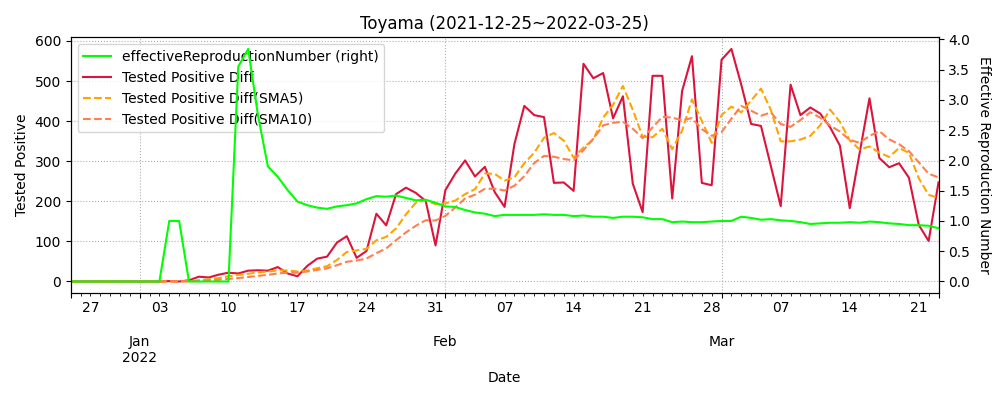 Toyama (2021-12-25~2022-03-25)
effectiveReproductionNumber (right)
Tested Positive Diff
Tested Positive Diff(SMA5)
Tested Positive Diff(SMA10)
Tested Positive
600
500
400
300
200
100
0
4.0
3.5
3.0
2.5
2.0
1.5
1.0
0.5
0.0
Effective Reproduction Number
27 03 10 17 24 31 07 14 21 28 07 14 21
Jan Feb Mar
2022
Date